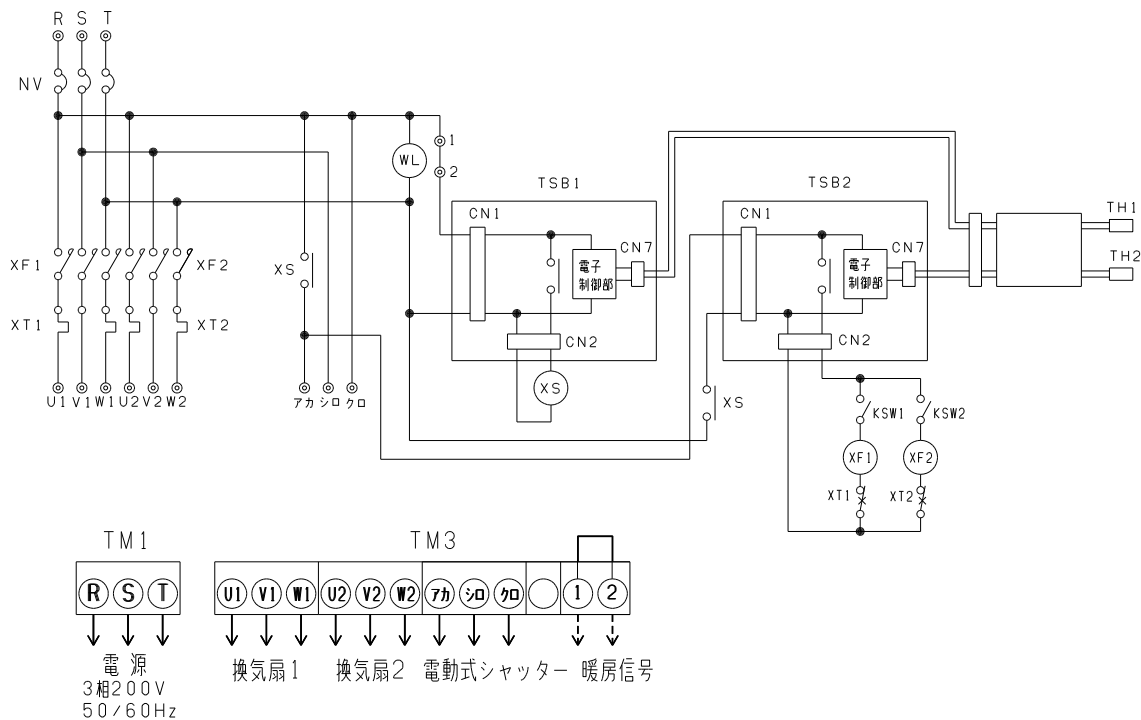 R S T
NV
1
WL
2
TSB1
TSB2
TH1
CN1
CN1
CN7
CN7
TH2
XF1
XF2
XS
電子
制御部
電子
制御部
XT1
XT2
CN2
CN2
XS
XS
U1 V1 W1 U2 V2 W2
アカ シロ クロ
KSW1
KSW2
XF1
XF2
XT1
XT2
TM1
TM3
R S T
U1 V1 W1 U2 V2 W2 アカ シロ クロ 1 2
電源
3相200V
50/60Hz
換気扇1
換気扇2
電動式シャッター
暖房信号